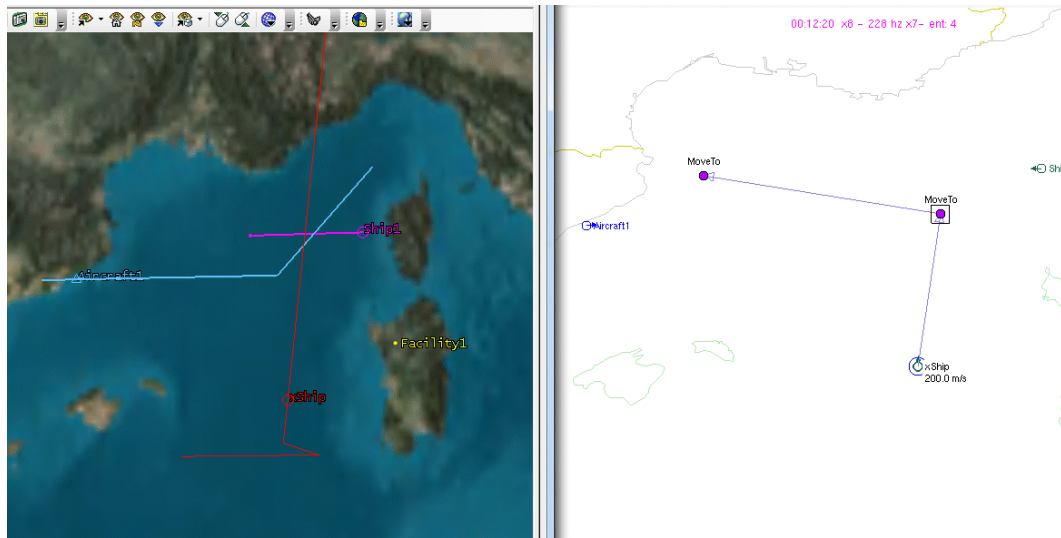 Ship1
Aircraft1
Facility1
xShip
00:12:20 x8 - 228 hz x7- ent: 4
MoveTo
Shi
MoveTo
Aircraft1
xShip
200.0 m/s